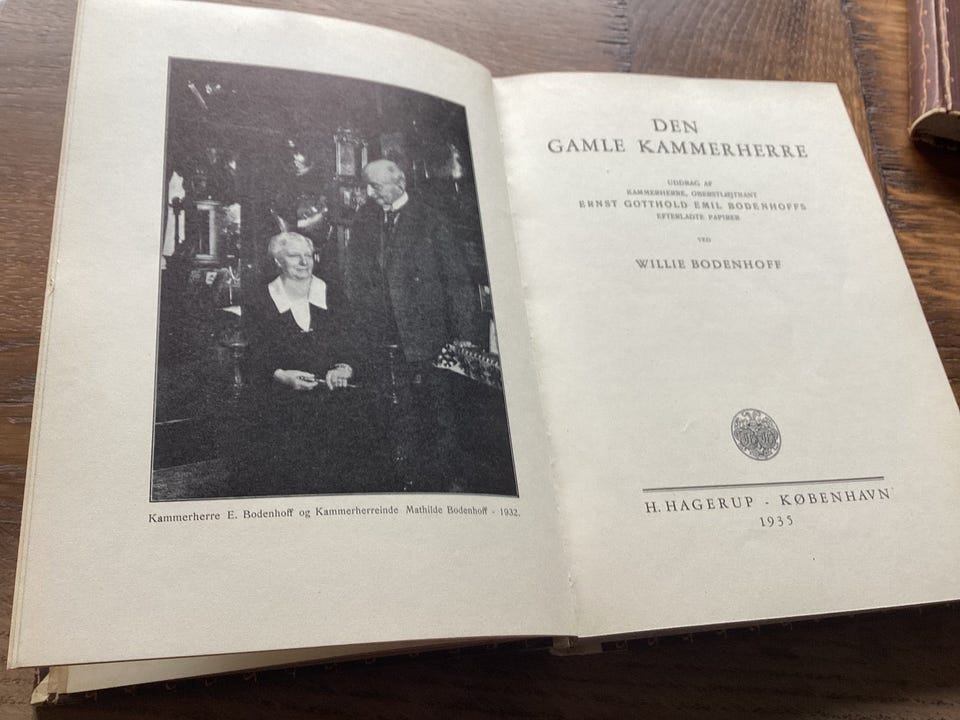 Kammerherre E. Bodenhoff og Kammerherreinde Mathilde Bodenhoff - 1932.
DEN
GAMLE KAMMERHERRE
UDDRAG AF
KAMMERHERRE, OBERSTLØJTNANT
ERNST GOTTHOLD EMIL BODENHOFFS
EFTERLADTE PAPIRER
VED
WILLIE BODENHOFF
H. HAGERUP - KØBENHAVN
1935